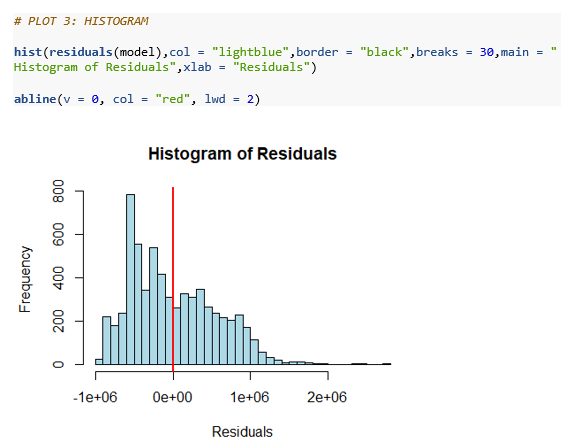 # PLOT 3: HISTOGRAM
hist(residuals(model),col = "lightblue",border = "black",breaks = 30,main = "
Histogram of Residuals",xlab = "Residuals")
abline(v = 0, col = "red", lwd = 2)
Histogram of Residuals
Frequency
800
600
400
200
0
-1e+06 0e+00 1e+06 2e+06
Residuals